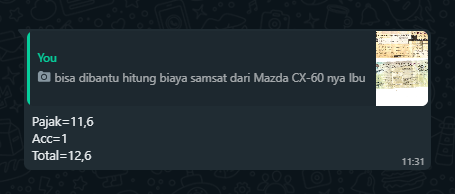 You
bisa dibantu hitung biaya samsat dari Mazda CX-60 nya Ibu
Pajak=11,6
Acc=1
Total=12,6
11:31